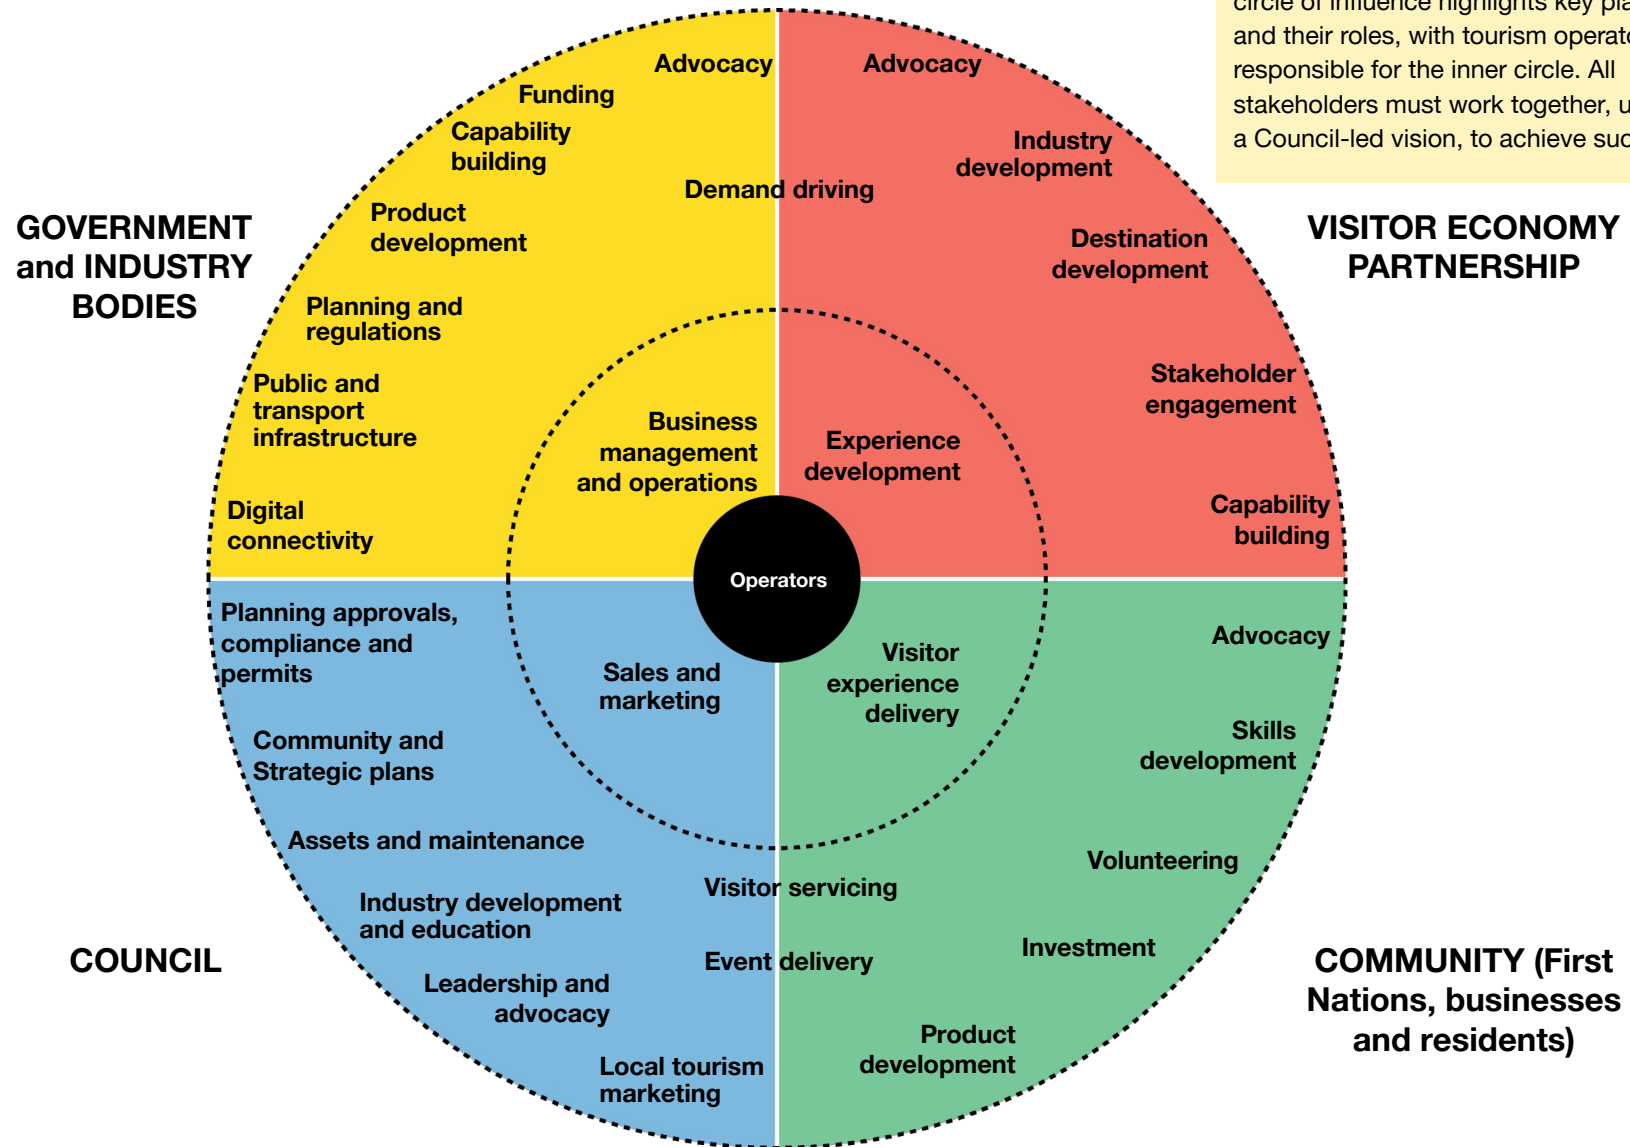 circle of influence highlights key
and their roles, with tourism
responsible for the inner circle. All
stakeholders must work together,
a Council-led vision, to achieve
GOVERNMENT
and INDUSTRY
BODIES
Advocacy
Funding
Capability
building
Product
development
Planning and
regulations
Public and
transport
infrastructure
Digital
connectivity
Business
management
and operations
Demand driving
VISITOR ECONOMY
PARTNERSHIP
Advocacy
Industry
development
Destination
development
Stakeholder
engagement
Capability
building
Experience
development
Operators
COUNCIL
Planning approvals,
compliance and
permits
Community and
Strategic plans
Assets and maintenance
Industry development
and education
Leadership and
advocacy
Local tourism
marketing
Sales and
marketing
Visitor servicing
Event delivery
COMMUNITY (First
Nations, businesses
and residents)
Visitor
experience
delivery
Advocacy
Skills
development
Volunteering
Investment
Product
development